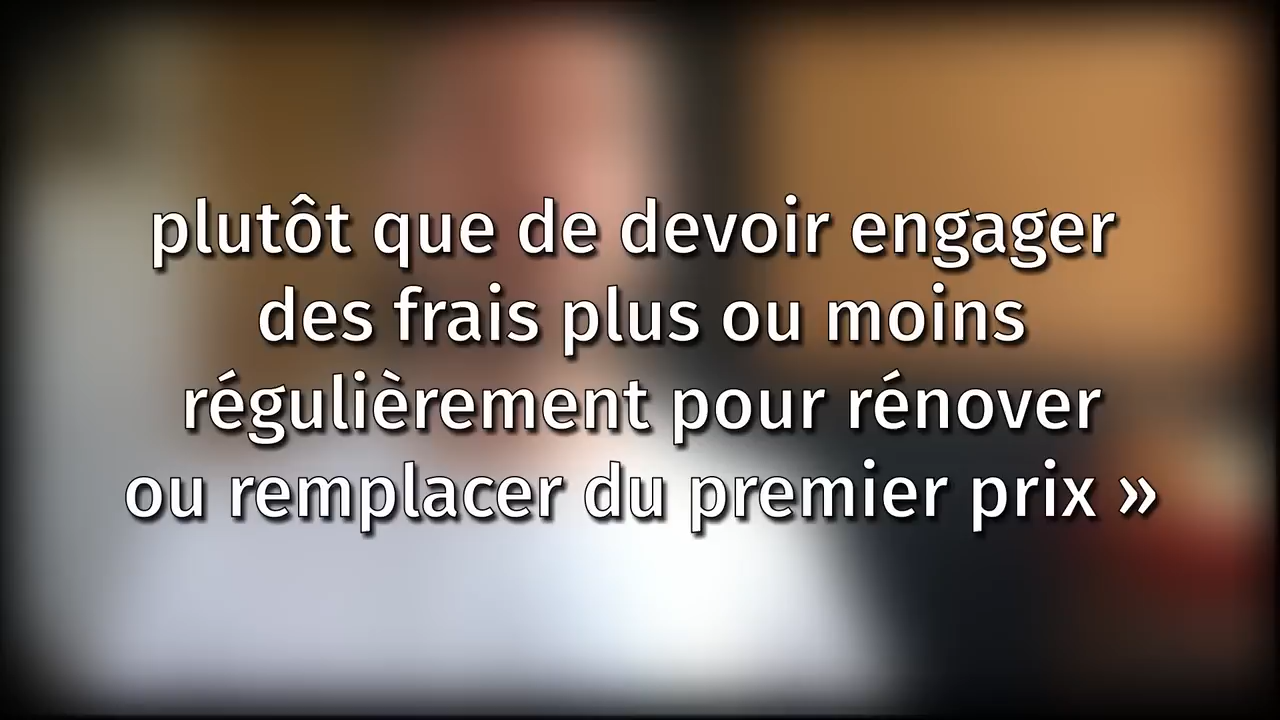 plutôt que de devoir engager
des frais plus ou moins
régulièrement pour rénover
ou remplacer du premier prix »